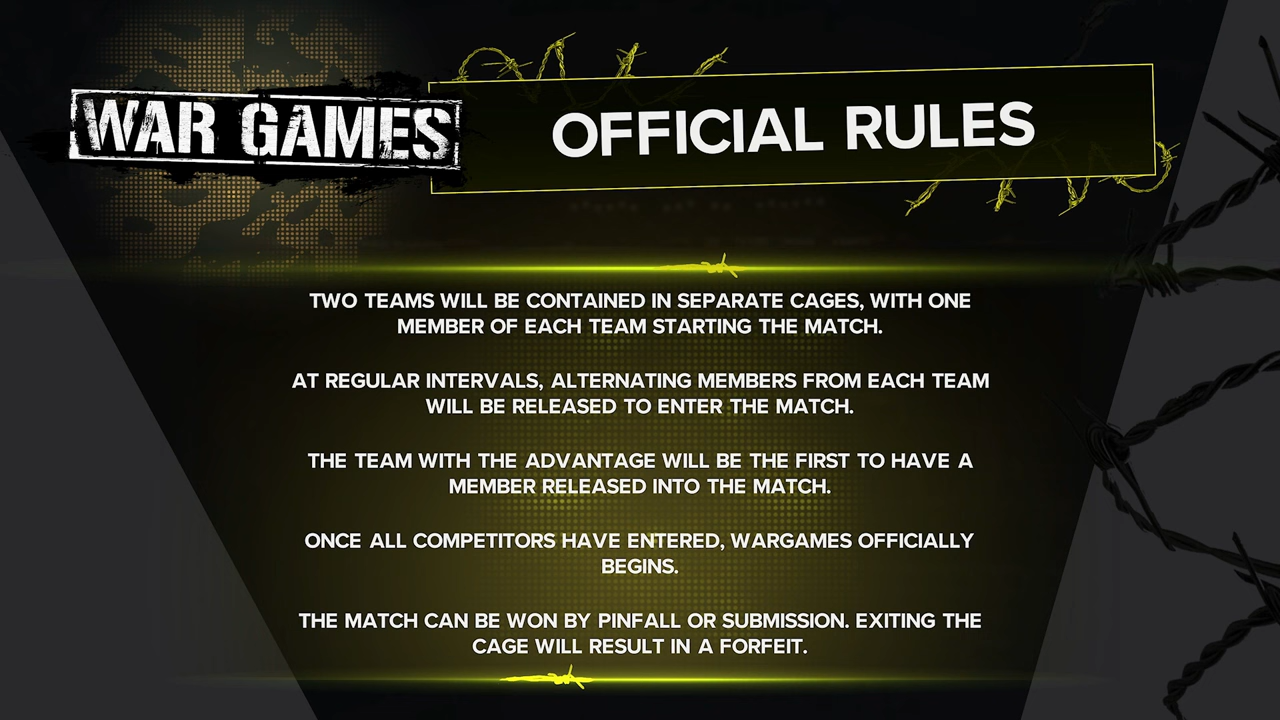 WAR GAMES
OFFICIAL RULES
TWO TEAMS WILL BE CONTAINED IN SEPARATE CAGES, WITH ONE
MEMBER OF EACH TEAM STARTING THE MATCH.
AT REGULAR INTERVALS, ALTERNATING MEMBERS FROM EACH TEAM
WILL BE RELEASED TO ENTER THE MATCH.
THE TEAM WITH THE ADVANTAGE WILL BE THE FIRST TO HAVE A
MEMBER RELEASED INTO THE MATCH.
ONCE ALL COMPETITORS HAVE ENTERED, WARGAMES OFFICIALLY
BEGINS.
THE MATCH CAN BE WON BY PINFALL OR SUBMISSION. EXITING THE
CAGE WILL RESULT IN A FORFEIT.